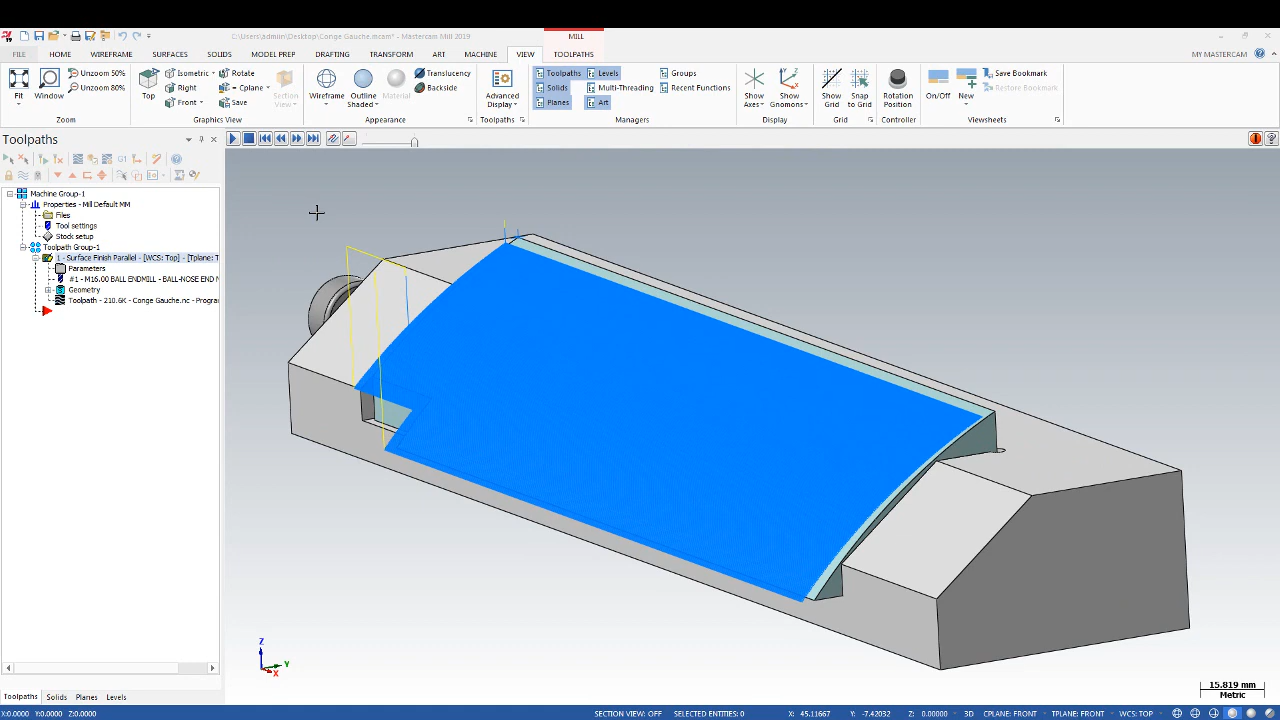 C:\Users\admin\Desktop\Conge Gauche.mcam* - Mastercam Mill 2019
MILL
FILE HOME WIREFRAME SURFACES SOLIDS MODEL PREP DRAFTING TRANSFORM ART MACHINE VIEW TOOLPATHS MY MASTERCAM
Fit
Window
Unzoom 50%
Unzoom 80%
Zoom
Top
Isometric
Right
Front
Rotate
= Cplane
Save
Section View
Graphics View
Wireframe
Outline Shaded
Material
Translucency
Backside
Appearance
Advanced Display
Toolpaths
Toolpaths
Solids
Planes
Levels
Multi-Threading
Art
Groups
Recent Functions
Managers
Show Axes
Show Gnomons
Display
Show Grid
Snap to Grid
Grid
Rotation Position
Controller
On/Off
New
Save Bookmark
Restore Bookmark
Viewsheets
Toolpaths
G1
Machine Group-1
Properties - Mill Default MM
Files
Tool settings
Stock setup
Toolpath Group-1
1 - Surface Finish Parallel - [WCS: Top] - [Tplane: T
Parameters
#1 - M16.00 BALL ENDMILL - BALL-NOSE END M
Geometry
Toolpath - 210.6K - Conge Gauche.nc - Progra
Z
Y
X
15.819 mm
Metric
Toolpaths Solids Planes Levels
X:0.0000 Y:0.0000 Z:0.0000 SECTION VIEW: OFF SELECTED ENTITIES: 0 X: 45.11667 Y: -7.42032 Z: 0.00000 3D CPLANE: FRONT TPLANE: FRONT WCS: TOP